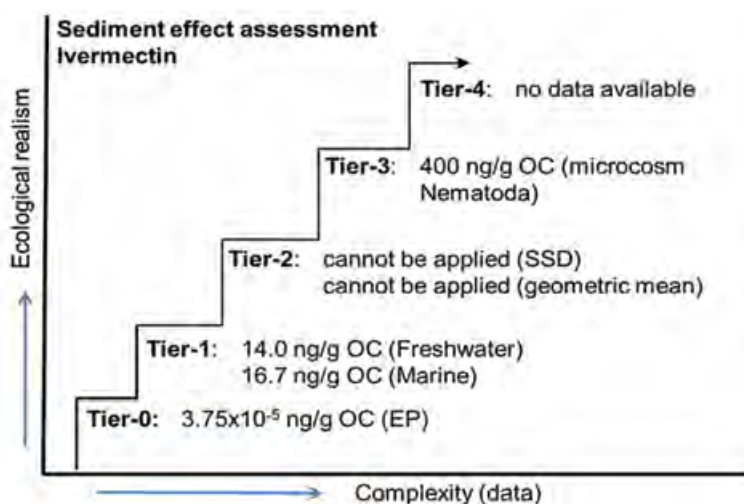 Sediment effect assessment
Ivermectin
Tier-4: no data available
Tier-3: 400 ng/g OC (microcosm
Nematoda)
Tier-2: cannot be applied (SSD)
cannot be applied (geometric mean)
Tier-1: 14.0 ng/g OC (Freshwater)
16.7 ng/g OC (Marine)
Tier-0: 3.75x10⁻⁵ ng/g OC (EP)
Ecological realism
Complexity (data)